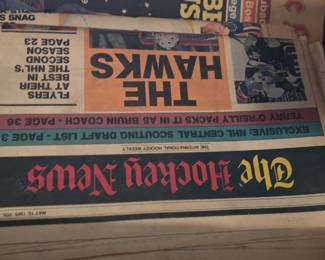 The Hockey News
THE INTERNATIONAL HOCKEY WEEKLY
EXCLUSIVE: NHL CENTRAL SCOUTING DRAFT LIST - PAGE 3
TERRY O'REILLY PACKS IT IN AS BRUIN COACH - PAGE 36
THE
HAWKS
FLYERS
AT THEIR
BEST IN
THE NHL'S
SECOND
SEASON
PAGE 23
SNAG